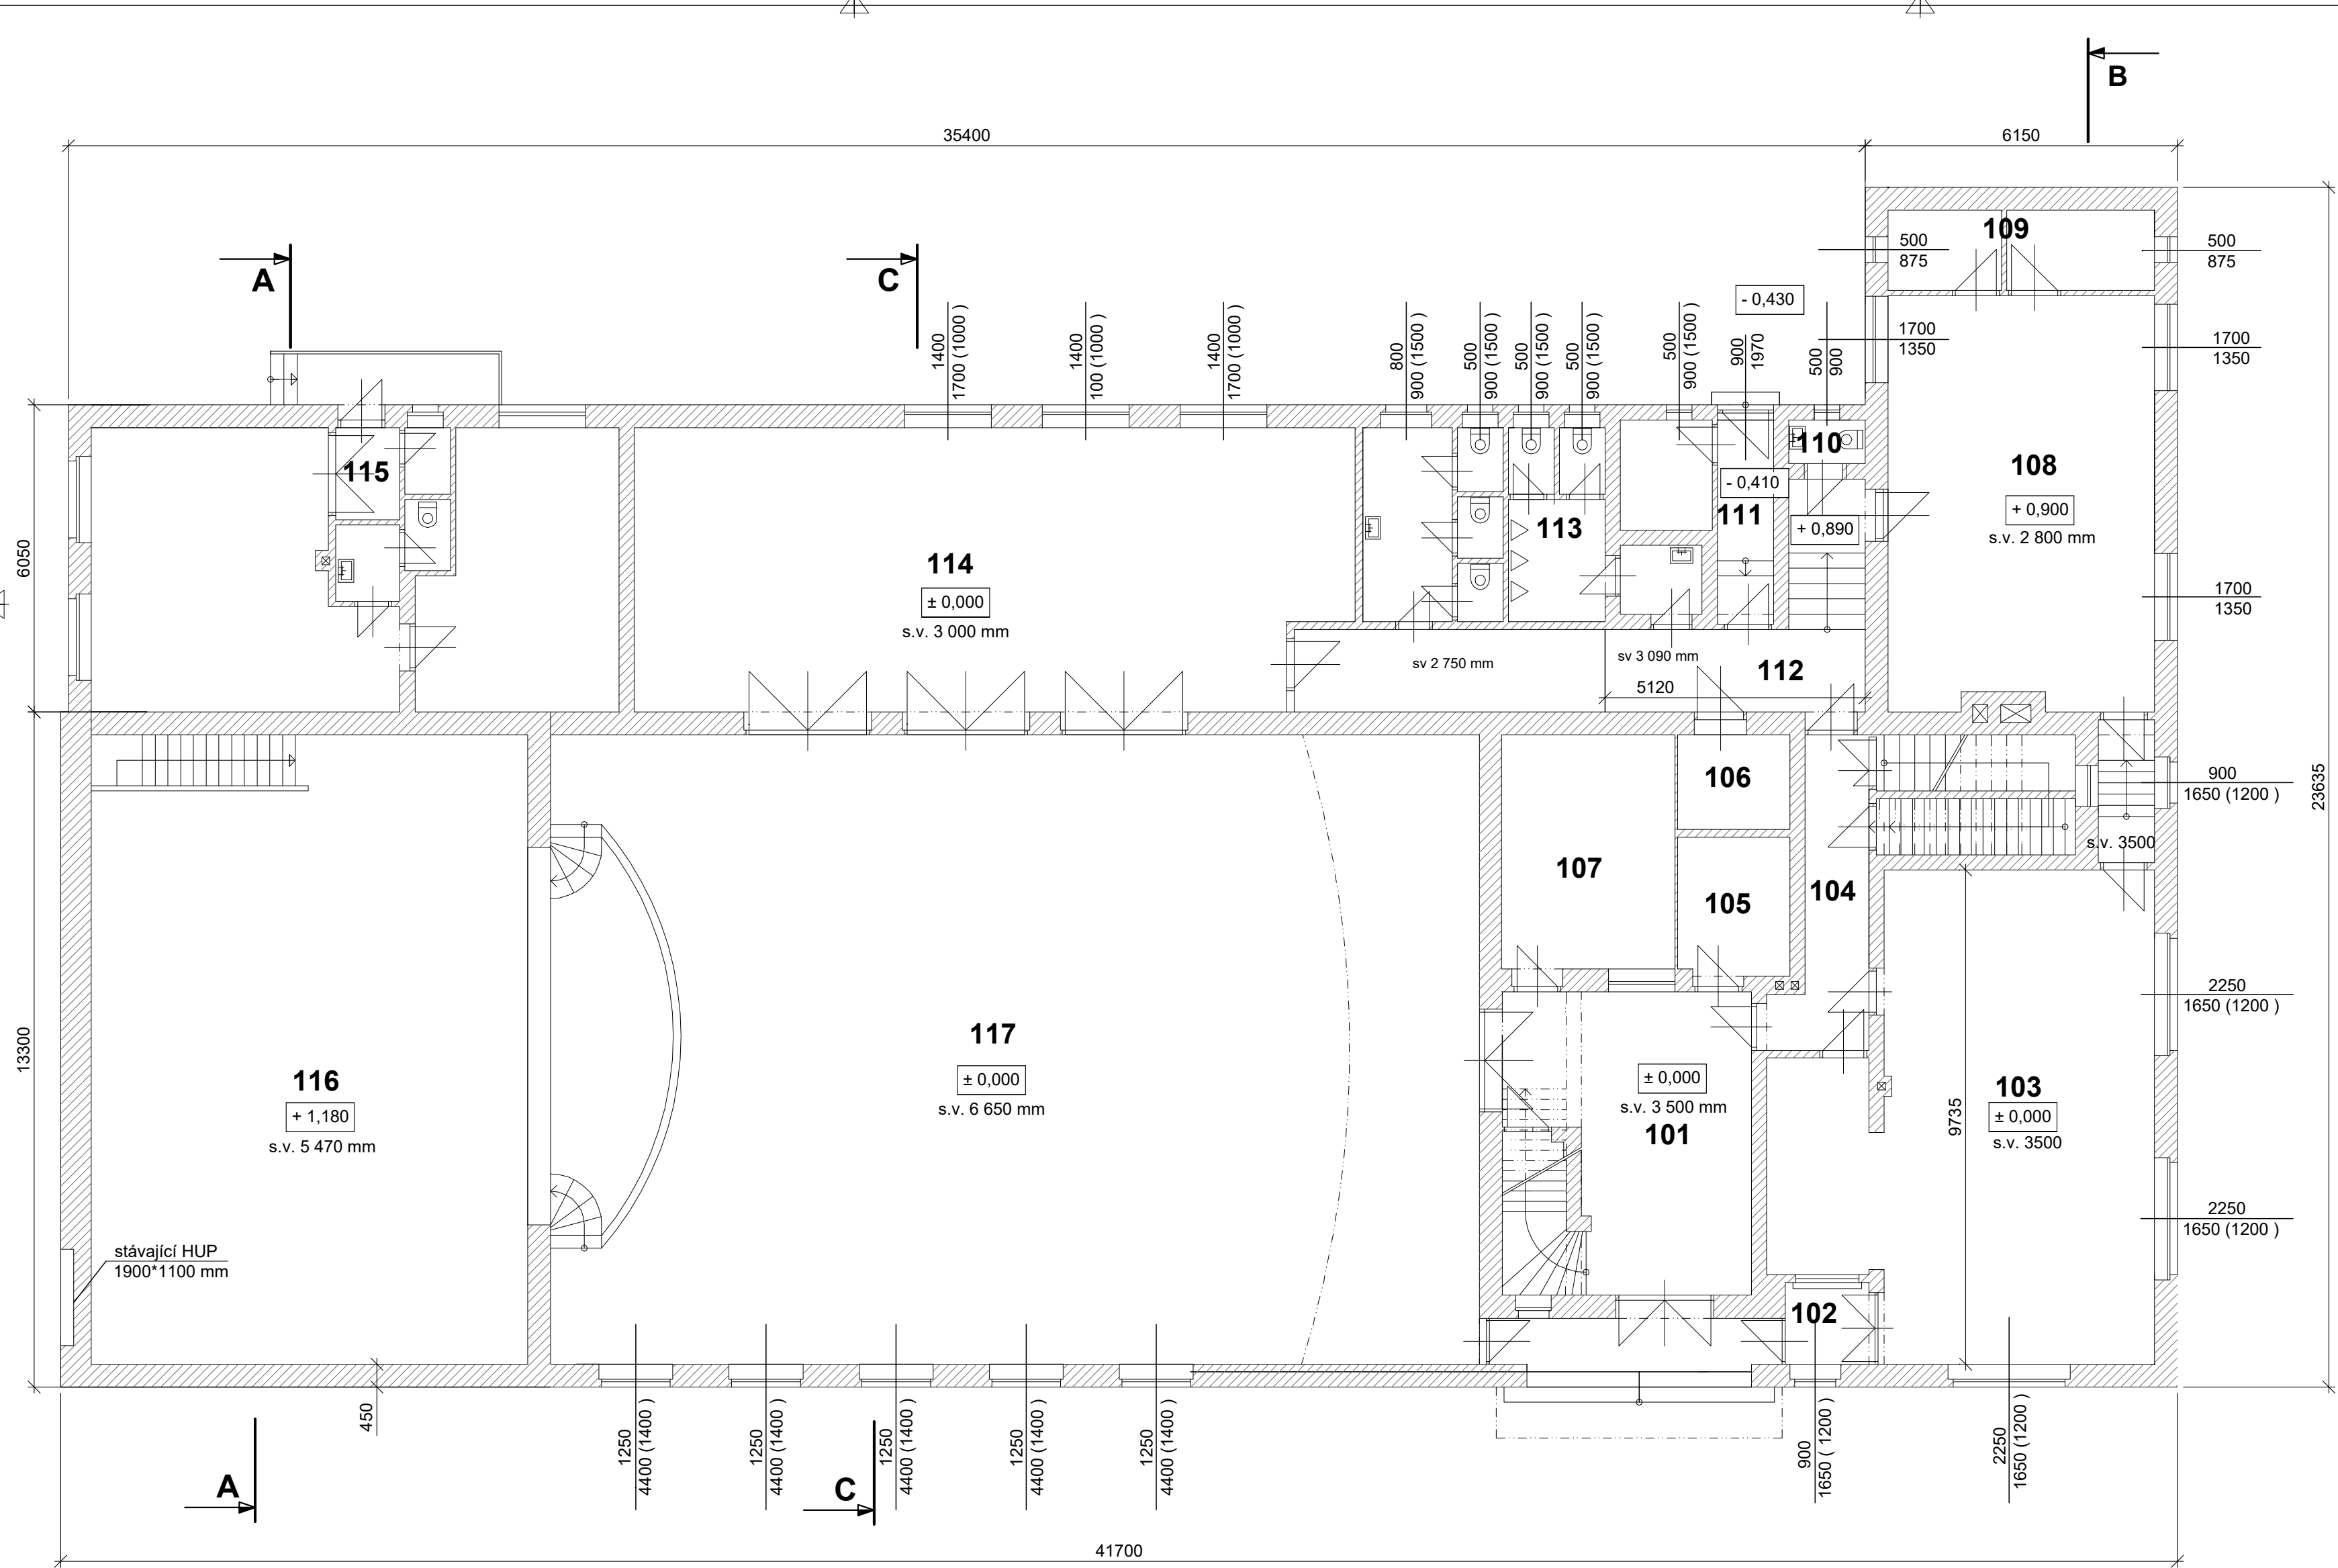 B
35400
6150
109
500
875
500
875
A
C
- 0,430
1400
1700 (1000 )
1400
100 (1000 )
1400
1700 (1000 )
800
900 (1500 )
500
900 (1500 )
500
900 (1500 )
500
900 (1500 )
500
900 (1500 )
900
1970
500
900
1700
1350
1700
1350
115
110
108
+ 0,900
s.v. 2 800 mm
- 0,410
111
+ 0,890
113
6050
114
± 0,000
s.v. 3 000 mm
1700
1350
sv 2 750 mm
sv 3 090 mm
112
5120
106
900
1650 (1200 )
23635
s.v. 3500
107
105
104
2250
1650 (1200 )
13300
117
± 0,000
s.v. 6 650 mm
116
+ 1,180
s.v. 5 470 mm
± 0,000
s.v. 3 500 mm
101
9735
103
± 0,000
s.v. 3500
2250
1650 (1200 )
stávající HUP
1900*1100 mm
102
450
1250
4400 (1400 )
1250
4400 (1400 )
1250
4400 (1400 )
1250
4400 (1400 )
1250
4400 (1400 )
900
1650 ( 1200 )
2250
1650 (1200 )
A
C
41700